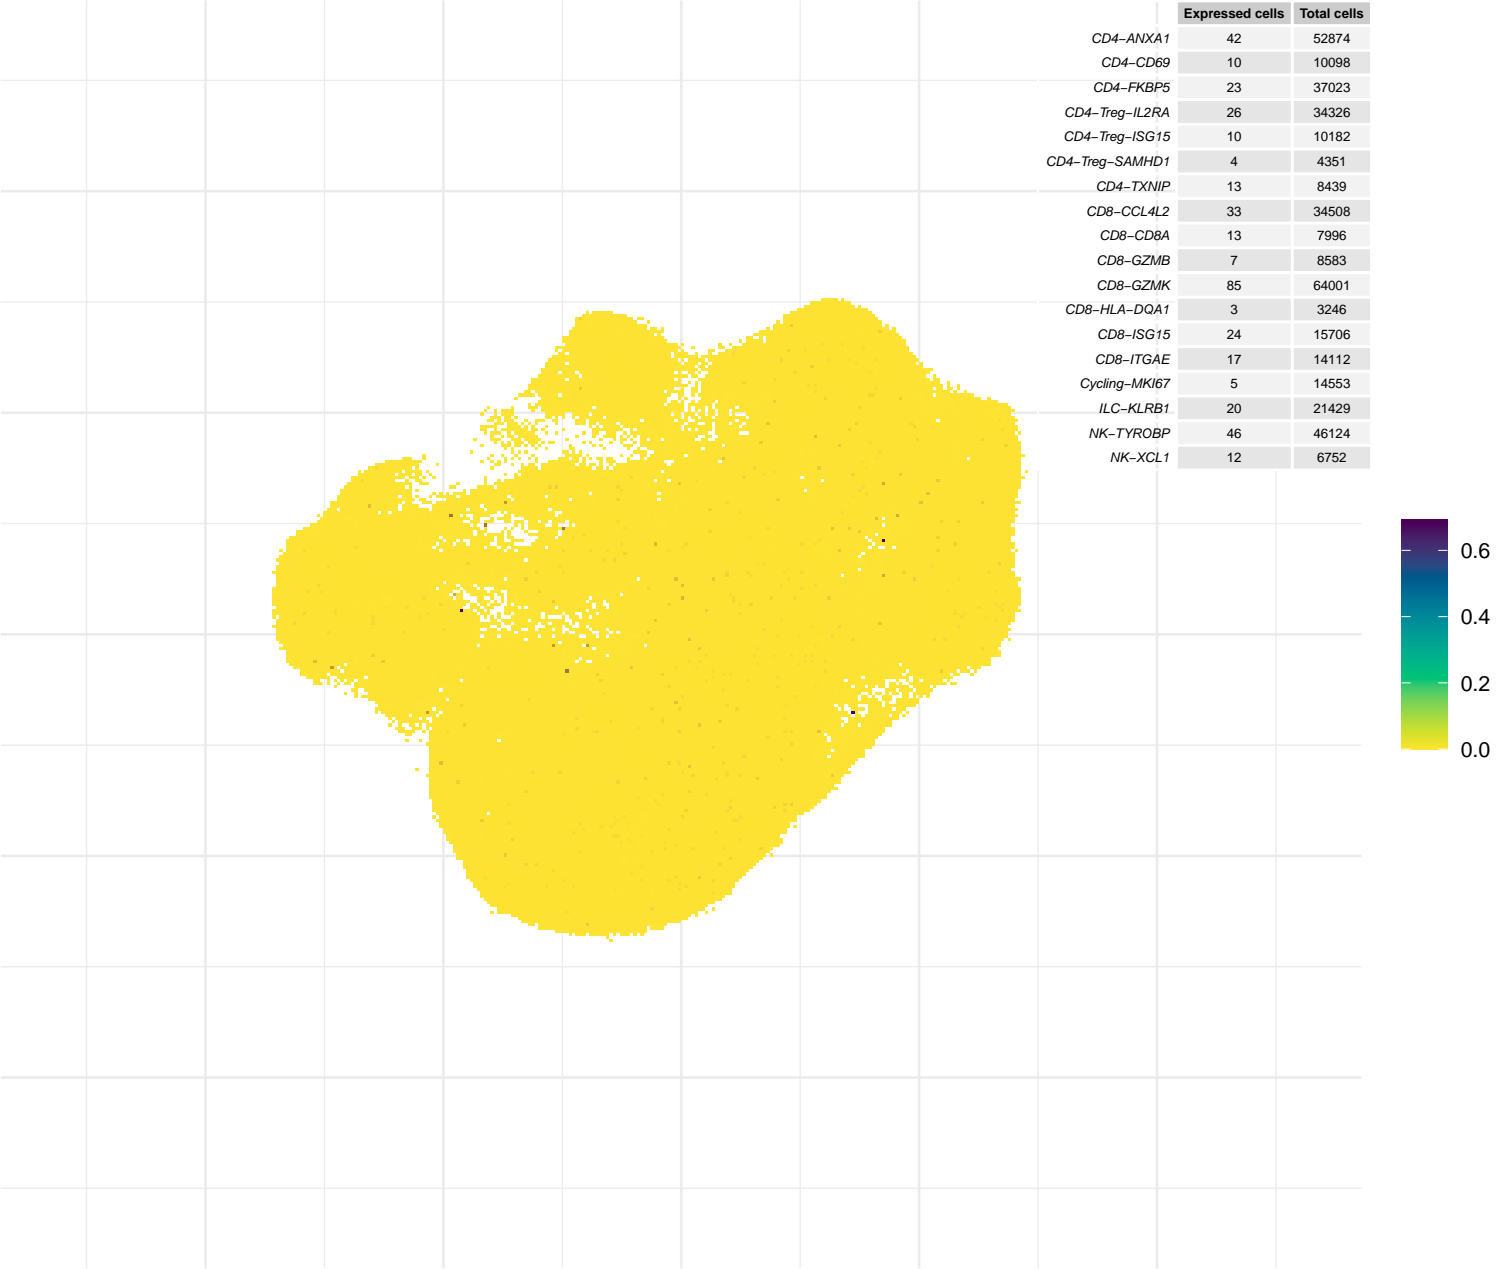 Expressed cells Total cells
CD4−ANXA1 42 52874
CD4−CD69 10 10098
CD4−FKBP5 23 37023
CD4−Treg−IL2RA 26 34326
CD4−Treg−ISG15 10 10182
CD4−Treg−SAMHD1 4 4351
CD4−TXNIP 13 8439
CD8−CCL4L2 33 34508
CD8−CD8A 13 7996
CD8−GZMB 7 8583
CD8−GZMK 85 64001
CD8−HLA−DQA1 3 3246
CD8−ISG15 24 15706
CD8−ITGAE 17 14112
Cycling−MKI67 5 14553
ILC−KLRB1 20 21429
NK−TYROBP 46 46124
NK−XCL1 12 6752
0.6
0.4
0.2
0.0